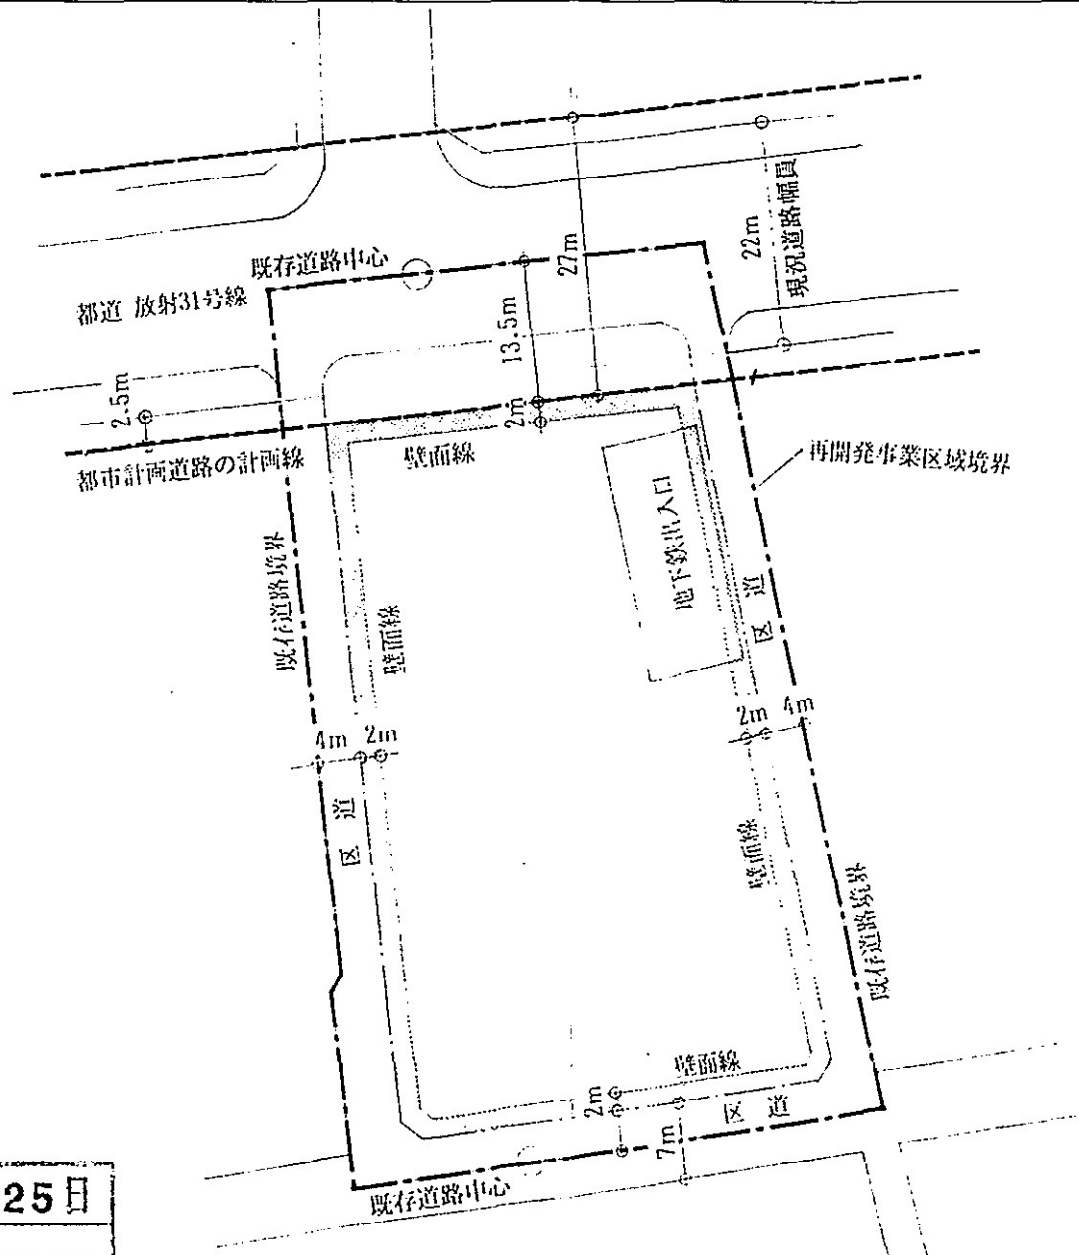 22m
現況道路幅員
27m
既存道路中心
都道 放射31号線
13.5m
2.5m
2m
都市計画道路の計画線
壁面線
再開発事業区域境界
地下鉄出入口
既存道路境界
壁面線
区道
4m 2m
2m 4m
区道
壁面線
既存道路境界
壁面線
2m
区道
7m
既存道路中心
25日